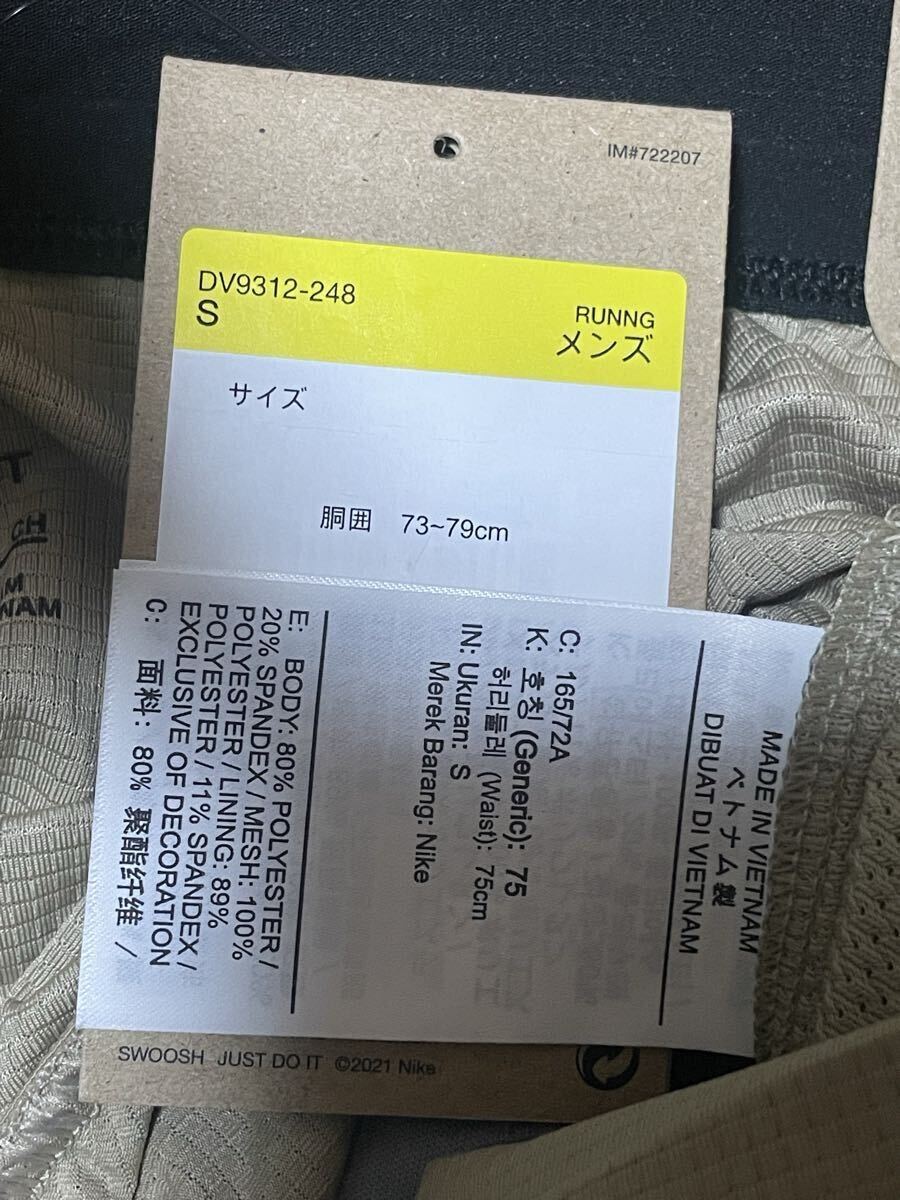 IM#722207
DV9312-248
S
RUNNG
メンズ
サイズ
胴囲 73~79cm
MADE IN VIETNAM
ベトナム製
DIBUAT DI VIETNAM
C: 165/72A
K: 호칭 (Generic): 75
허리둘레 (Waist): 75cm
IN: Ukuran: S
Merek Barang: Nike
E: BODY: 80% POLYESTER /
20% SPANDEX / MESH: 100%
POLYESTER / LINING: 89%
POLYESTER / 11% SPANDEX /
EXCLUSIVE OF DECORATION
C: 面料: 80% 聚酯纤维 /
SWOOSH JUST DO IT ©2021 Nike